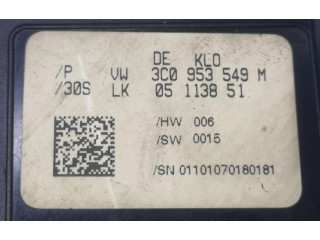 DE KLO
/P VW 3C0 953 549 M
/30S LK 05 1138 51
/HW 006
/SW 0015
/SN 01101070180181